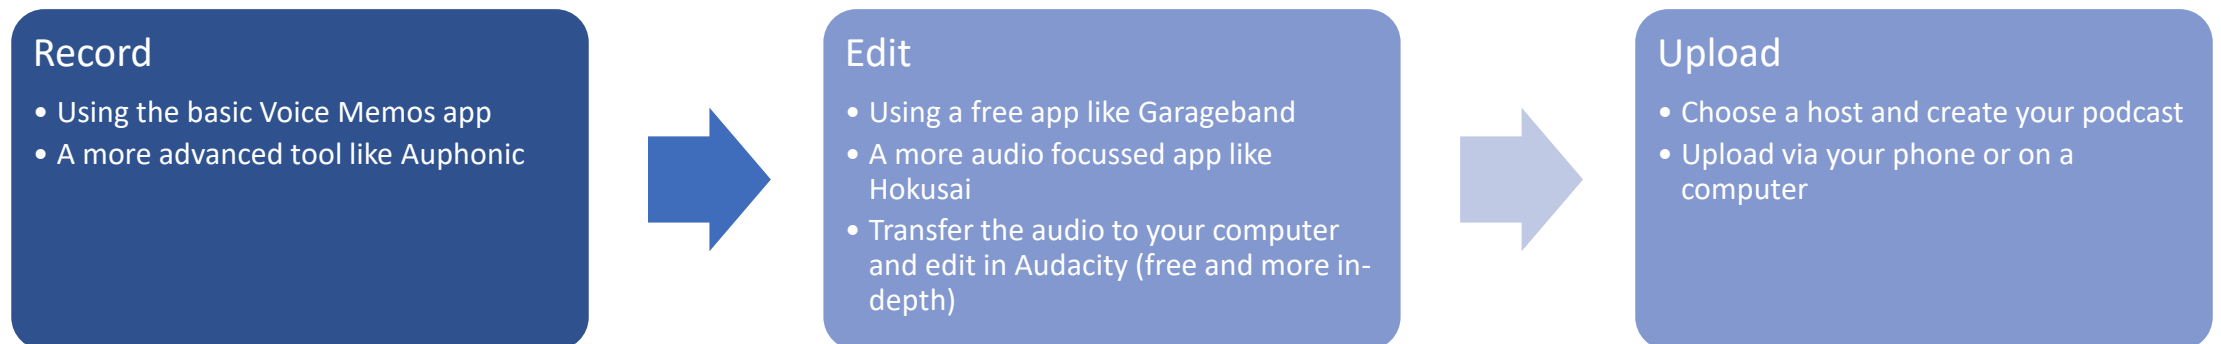 Record
• Using the basic Voice Memos app
• A more advanced tool like Auphonic
Edit
• Using a free app like Garageband
• A more audio focussed app like
Hokusai
• Transfer the audio to your computer
and edit in Audacity (free and more in-
depth)
Upload
• Choose a host and create your podcast
• Upload via your phone or on a
computer